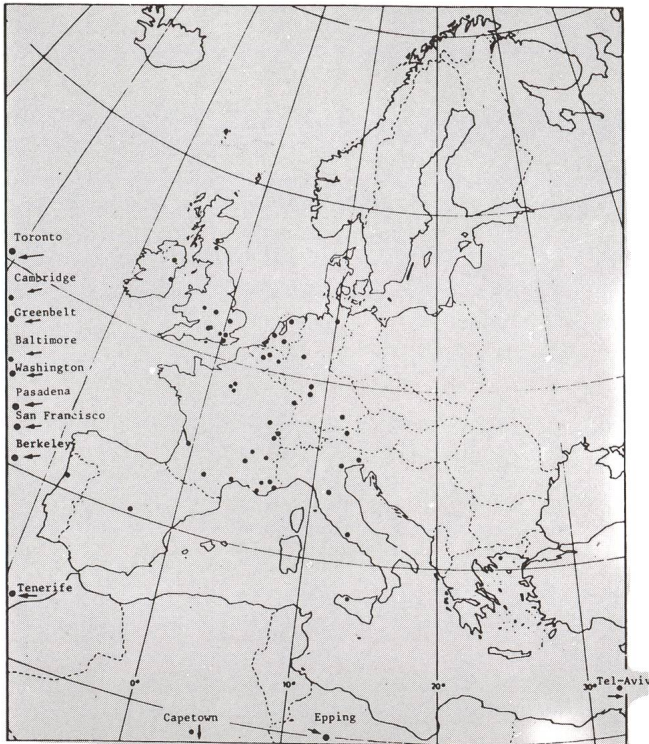 Toronto
Cambridge
Greenbelt
Baltimore
Washington
Pasadena
San Francisco
Berkeley
Tenerife
0°
10°
20°
30°
Tel-Aviv
Capetown
Epping